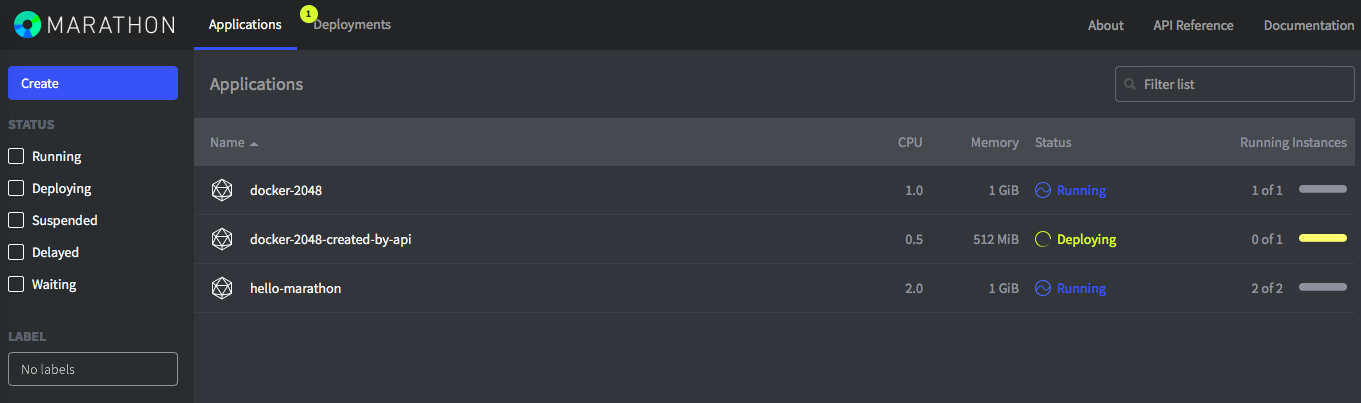 MARATHON Applications 1 Deployments About API Reference Documentation
Create
Applications
Filter list
STATUS
Running
Deploying
Suspended
Delayed
Waiting
LABEL
No labels
Name CPU Memory Status Running Instances
docker-2048 1.0 1 GiB Running 1 of 1
docker-2048-created-by-api 0.5 512 MiB Deploying 0 of 1
hello-marathon 2.0 1 GiB Running 2 of 2